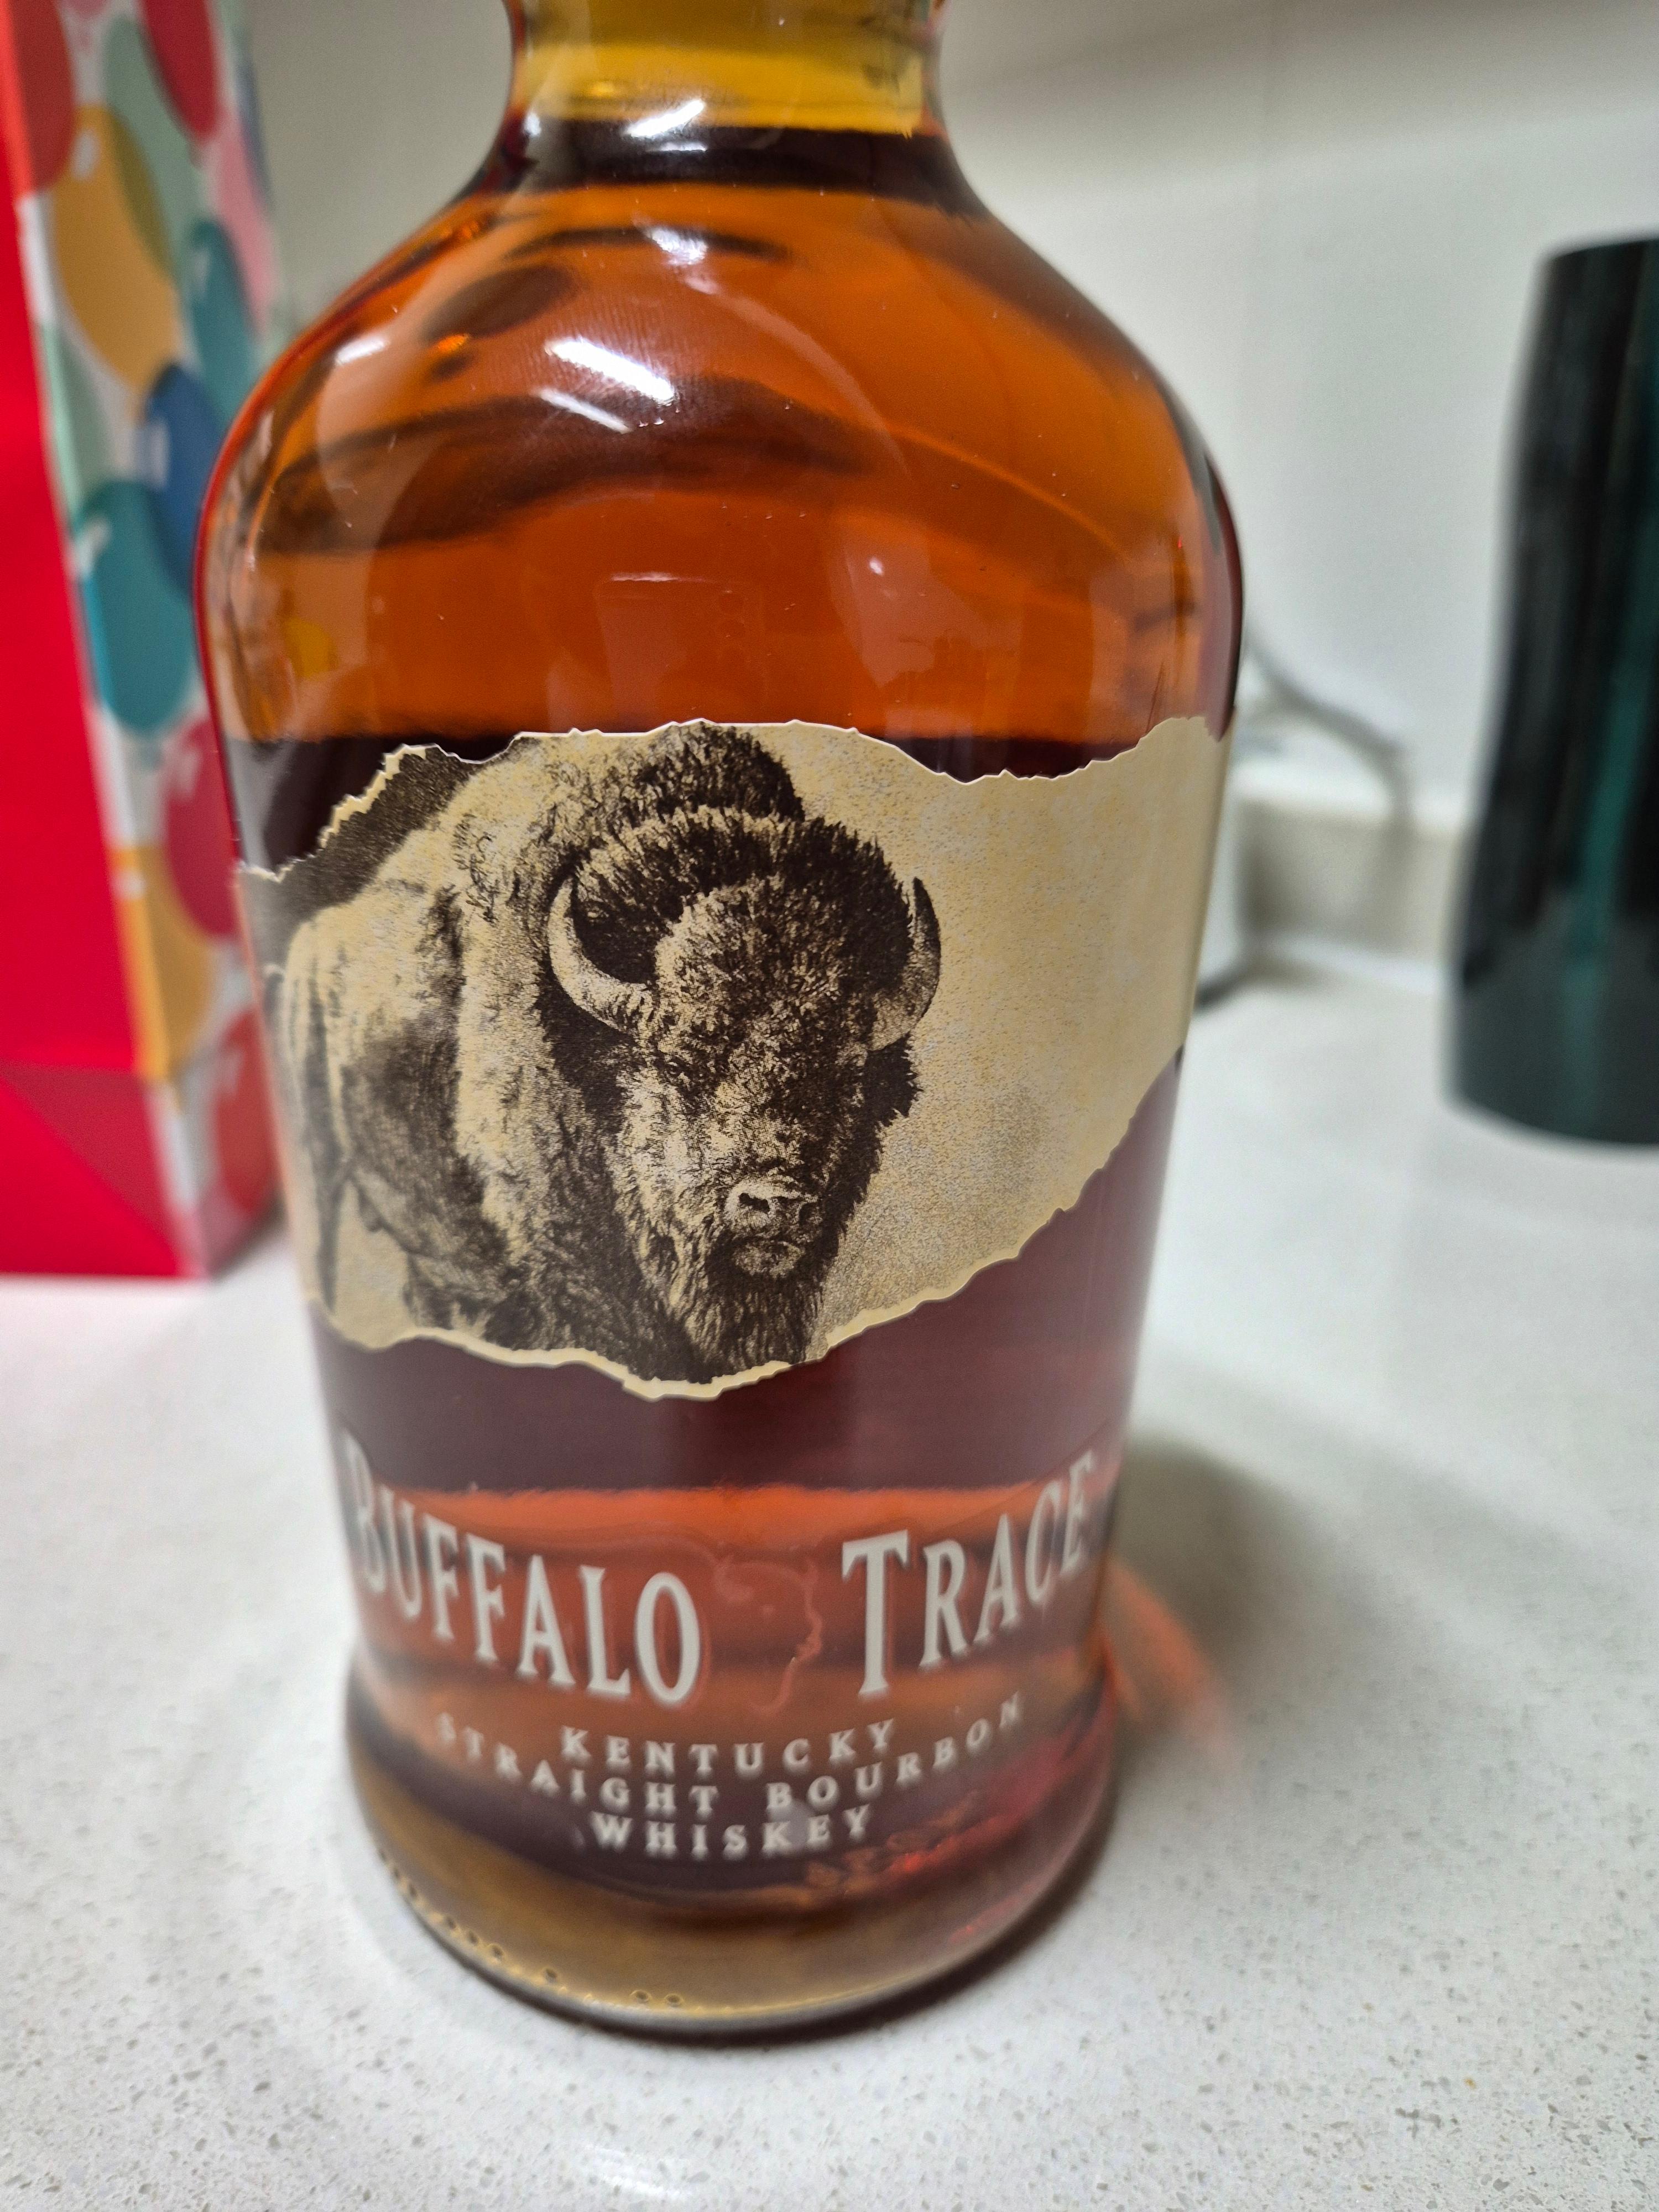 BUFFALO TRACE
KENTUCKY
STRAIGHT BOURBON
WHISKEY